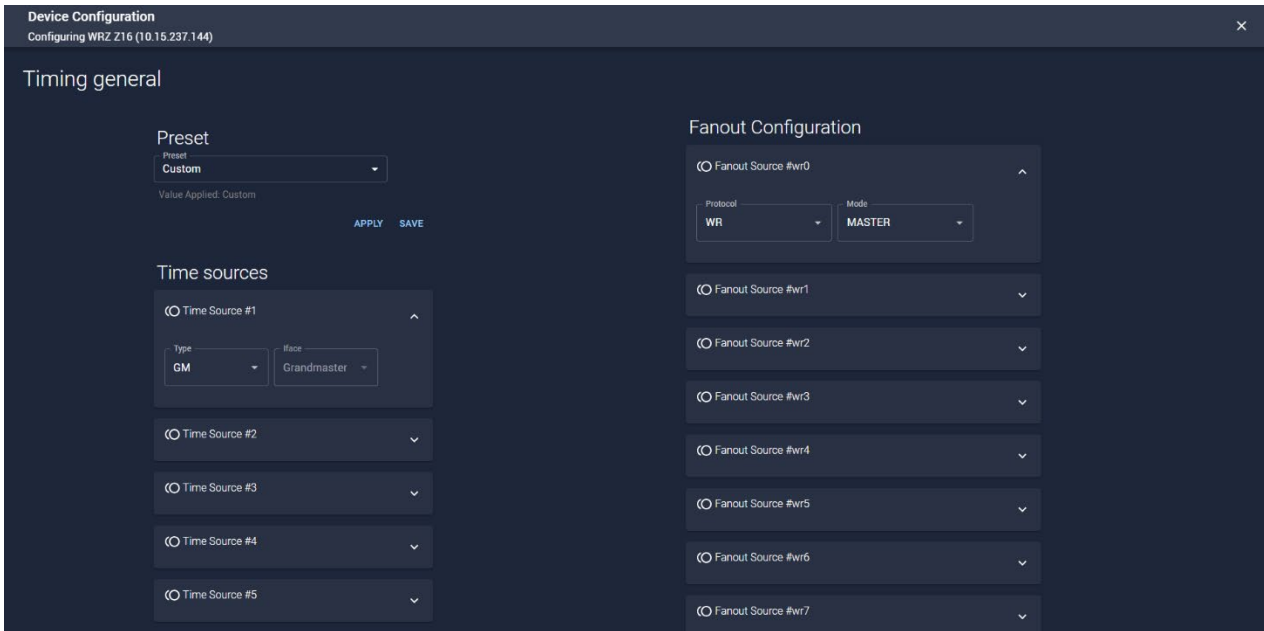 Device Configuration
Configuring WRZ Z16 (10.15.237.144)
Timing general
Preset
Preset
Custom
Value Applied: Custom
APPLY SAVE
Time sources
Time Source #1
Type
GM
Iface
Grandmaster
Time Source #2
Time Source #3
Time Source #4
Time Source #5
Fanout Configuration
Fanout Source #wr0
Protocol
WR
Mode
MASTER
Fanout Source #wr1
Fanout Source #wr2
Fanout Source #wr3
Fanout Source #wr4
Fanout Source #wr5
Fanout Source #wr6
Fanout Source #wr7